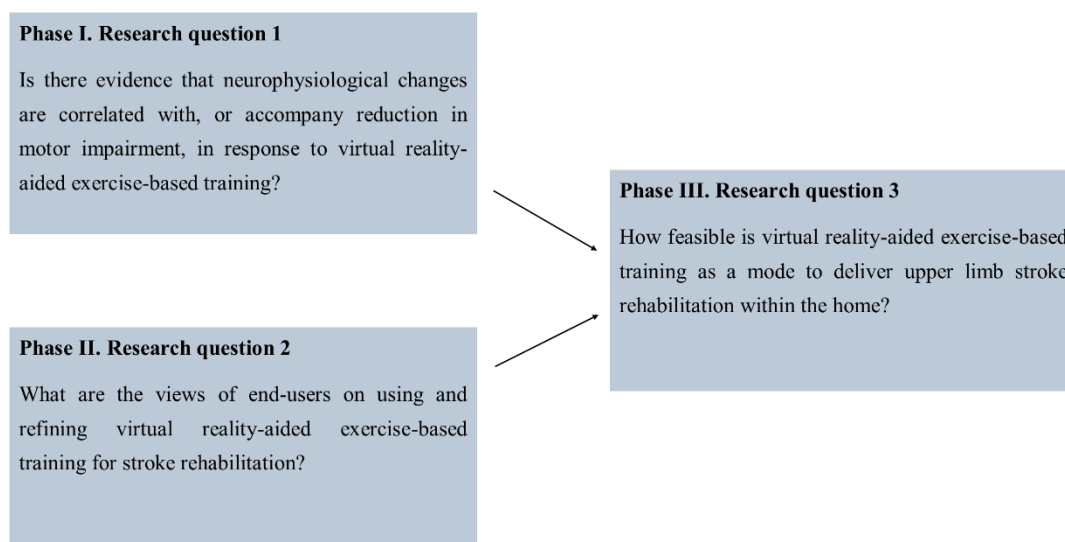 Phase I. Research question 1
Is there evidence that neurophysiological changes
are correlated with, or accompany reduction in
motor impairment, in response to virtual reality-
aided exercise-based training?
Phase II. Research question 2
What are the views of end-users on using and
refining virtual reality-aided exercise-based
training for stroke rehabilitation?
Phase III. Research question 3
How feasible is virtual reality-aided exercise-based
training as a mode to deliver upper limb stroke
rehabilitation within the home?